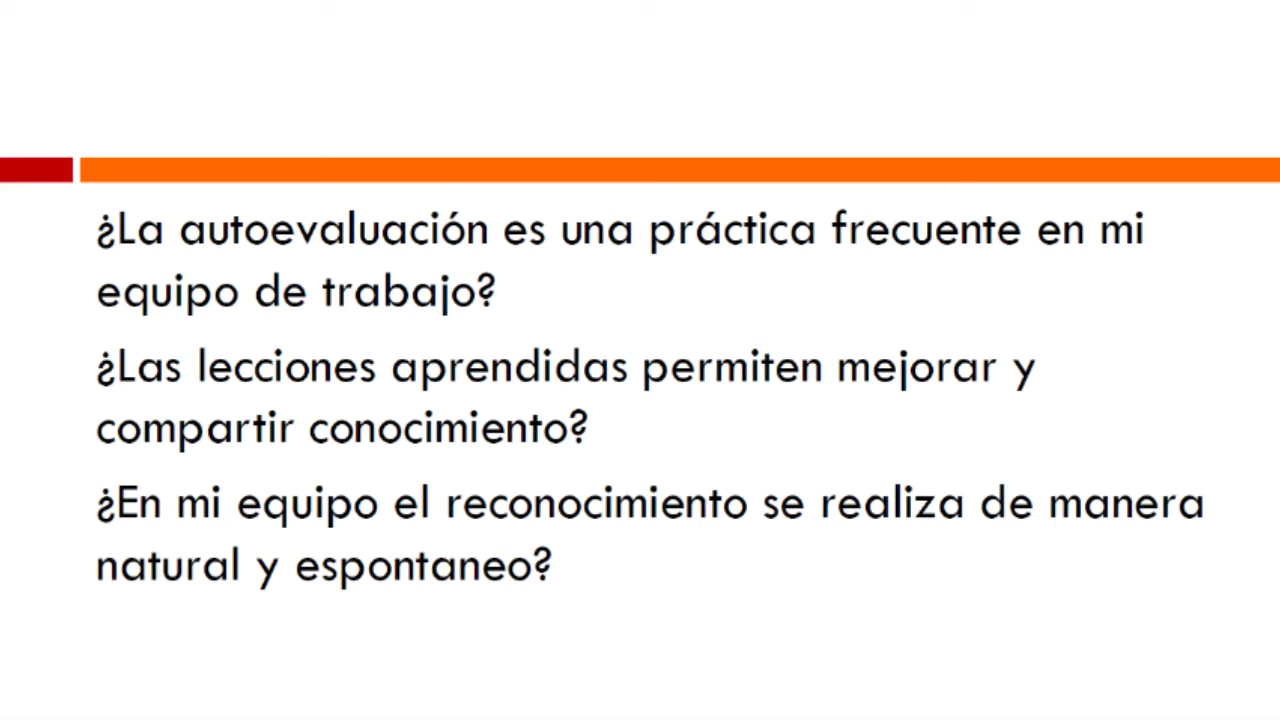 ¿La autoevaluación es una práctica frecuente en mi
equipo de trabajo?
¿Las lecciones aprendidas permiten mejorar y
compartir conocimiento?
¿En mi equipo el reconocimiento se realiza de manera
natural y espontaneo?